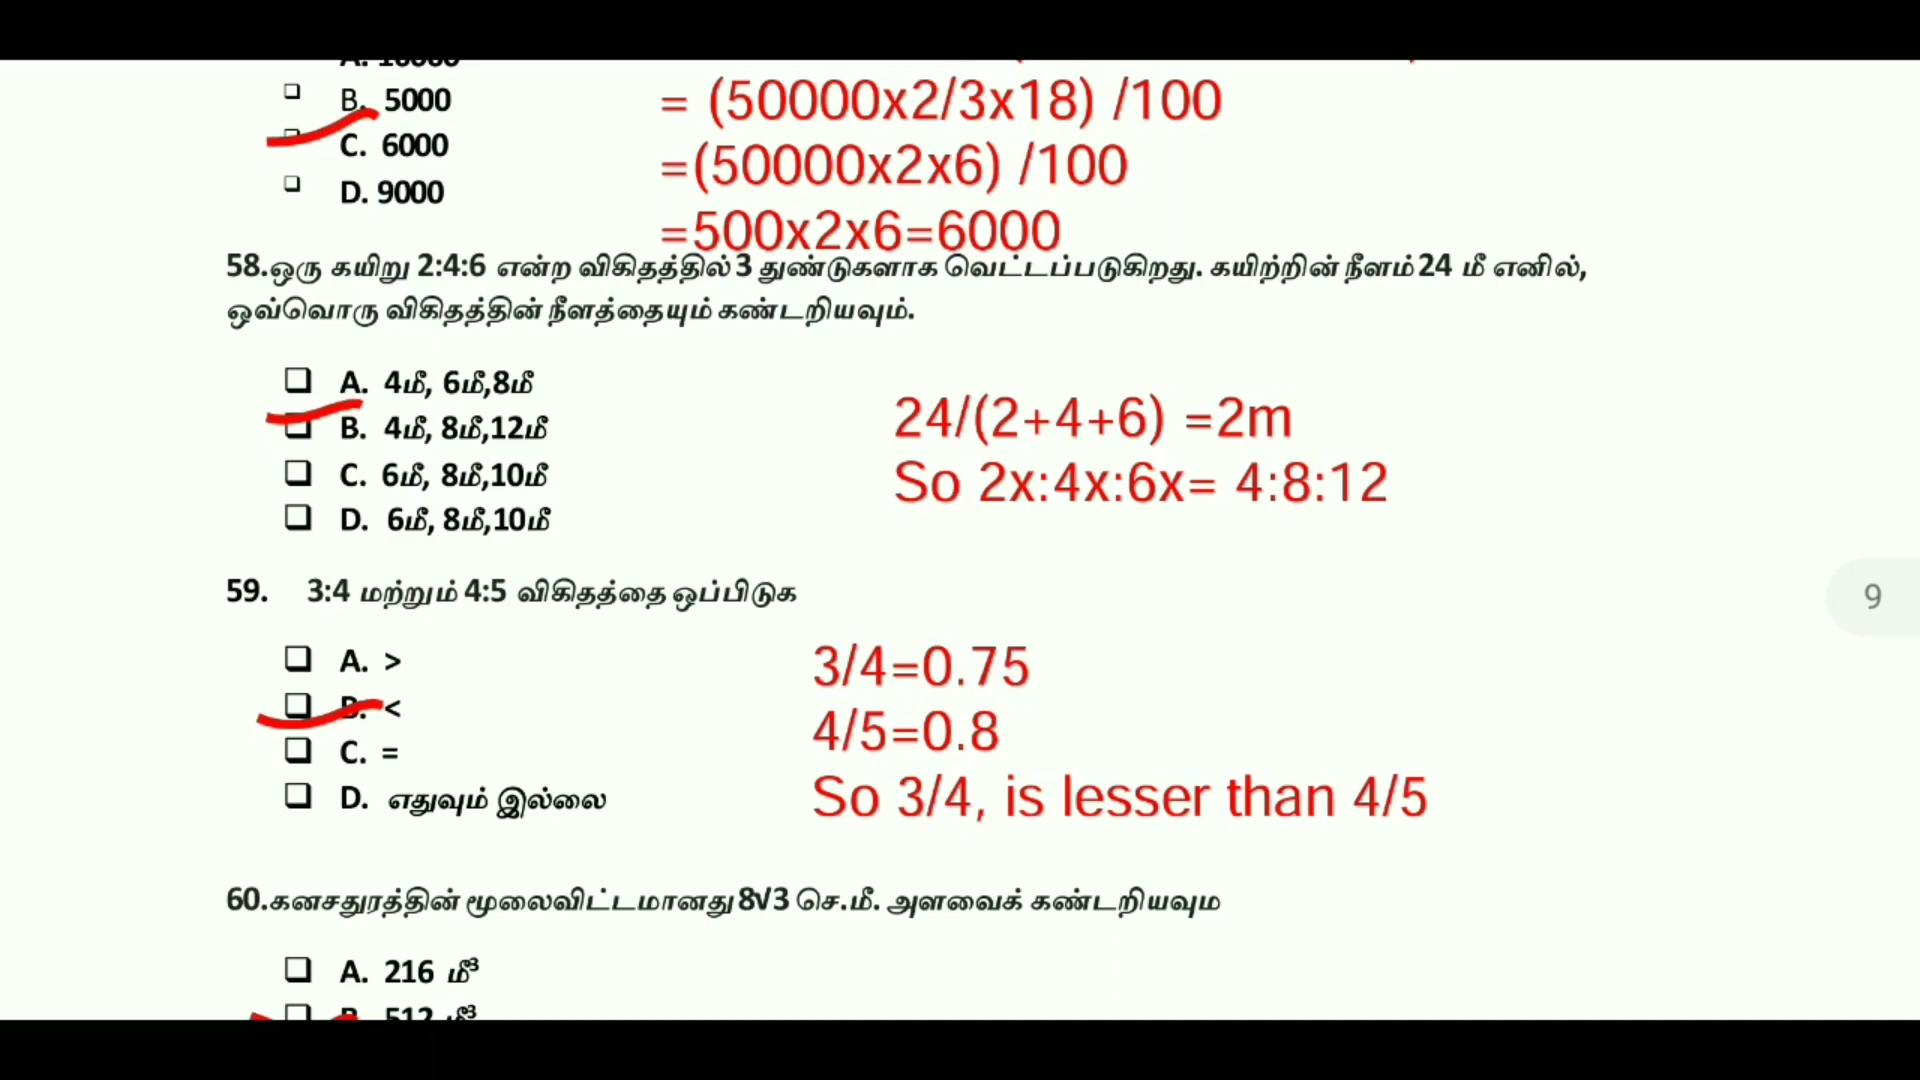 A. 10000
B. 5000
= (50000x2/3x18) /100
C. 6000
=(50000x2x6) /100
D. 9000
=500x2x6=6000
58.ஒரு கயிறு 2:4:6 என்ற விகிதத்தில் 3 துண்டுகளாக வெட்டப்படுகிறது. கயிற்றின் நீளம் 24 மீ எனில்,
ஒவ்வொரு விகிதத்தின் நீளத்தையும் கண்டறியவும்.
A. 4மீ, 6மீ,8மீ
B. 4மீ, 8மீ,12மீ
C. 6மீ, 8மீ,10மீ
D. 6மீ, 8மீ,10மீ
24/(2+4+6) =2m
So 2x:4x:6x= 4:8:12
59. 3:4 மற்றும் 4:5 விகிதத்தை ஒப்பிடுக
A. >
B. <
C. =
D. எதுவும் இல்லை
3/4=0.75
4/5=0.8
So 3/4, is lesser than 4/5
9
60.கனசதுரத்தின் மூலைவிட்டமானது 8√3 செ.மீ. அளவைக் கண்டறியவும
A. 216 மீ³
B. 512 மீ³